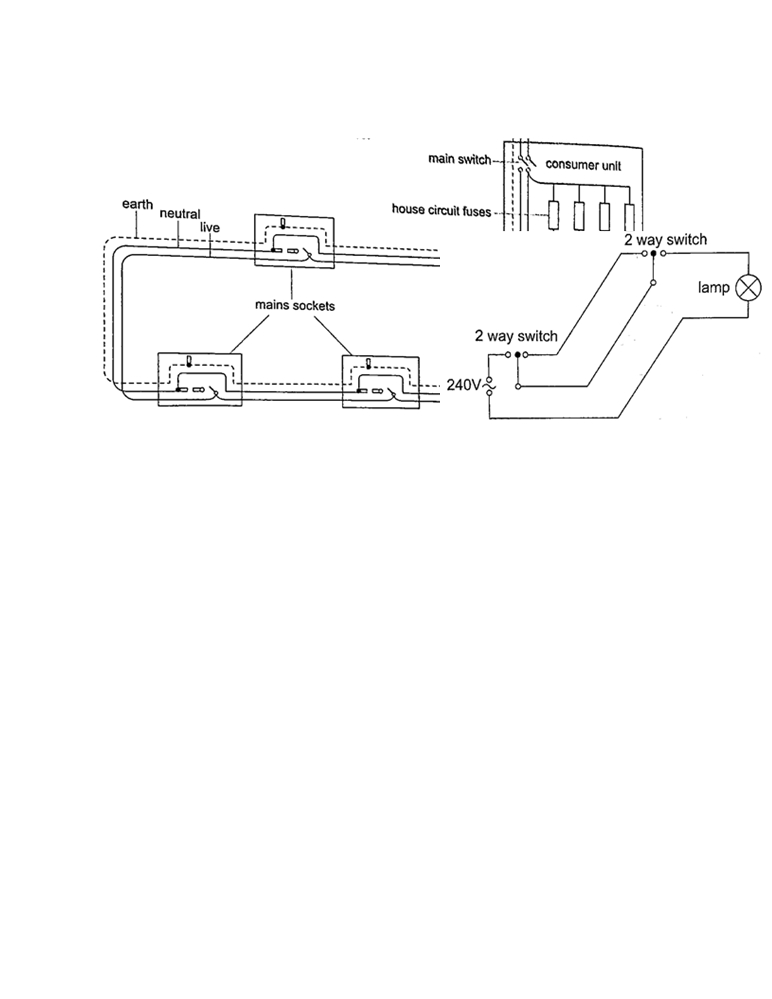 main switch
consumer unit
house circuit fuses
earth
neutral
live
mains sockets
2 way switch
lamp
2 way switch
240V